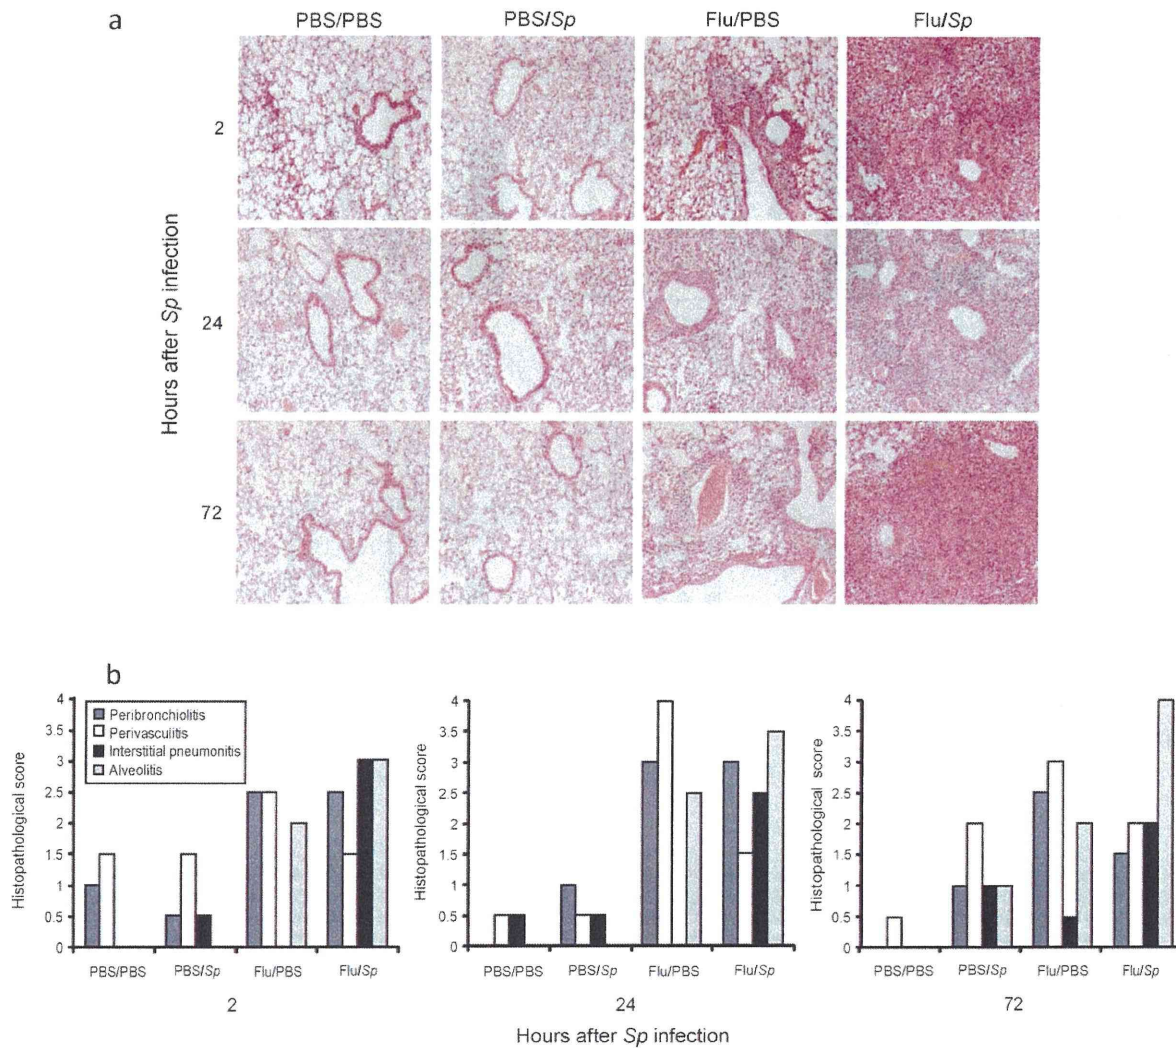 a
PBS/PBS PBS/Sp Flu/PBS Flu/Sp
Hours after Sp infection
2
24
72
b
Histopathological score
4
3.5
3
2.5
2
1.5
1
0.5
0
Peribronchiolitis
Perivasculitis
Interstitial pneumonitis
Alveolitis
PBS/PBS PBS/Sp Flu/PBS Flu/Sp
2
Histopathological score
4
3.5
3
2.5
2
1.5
1
0.5
0
PBS/PBS PBS/Sp Flu/PBS Flu/Sp
24
Histopathological score
4
3.5
3
2.5
2
1.5
1
0.5
0
PBS/PBS PBS/Sp Flu/PBS Flu/Sp
72
Hours after Sp infection